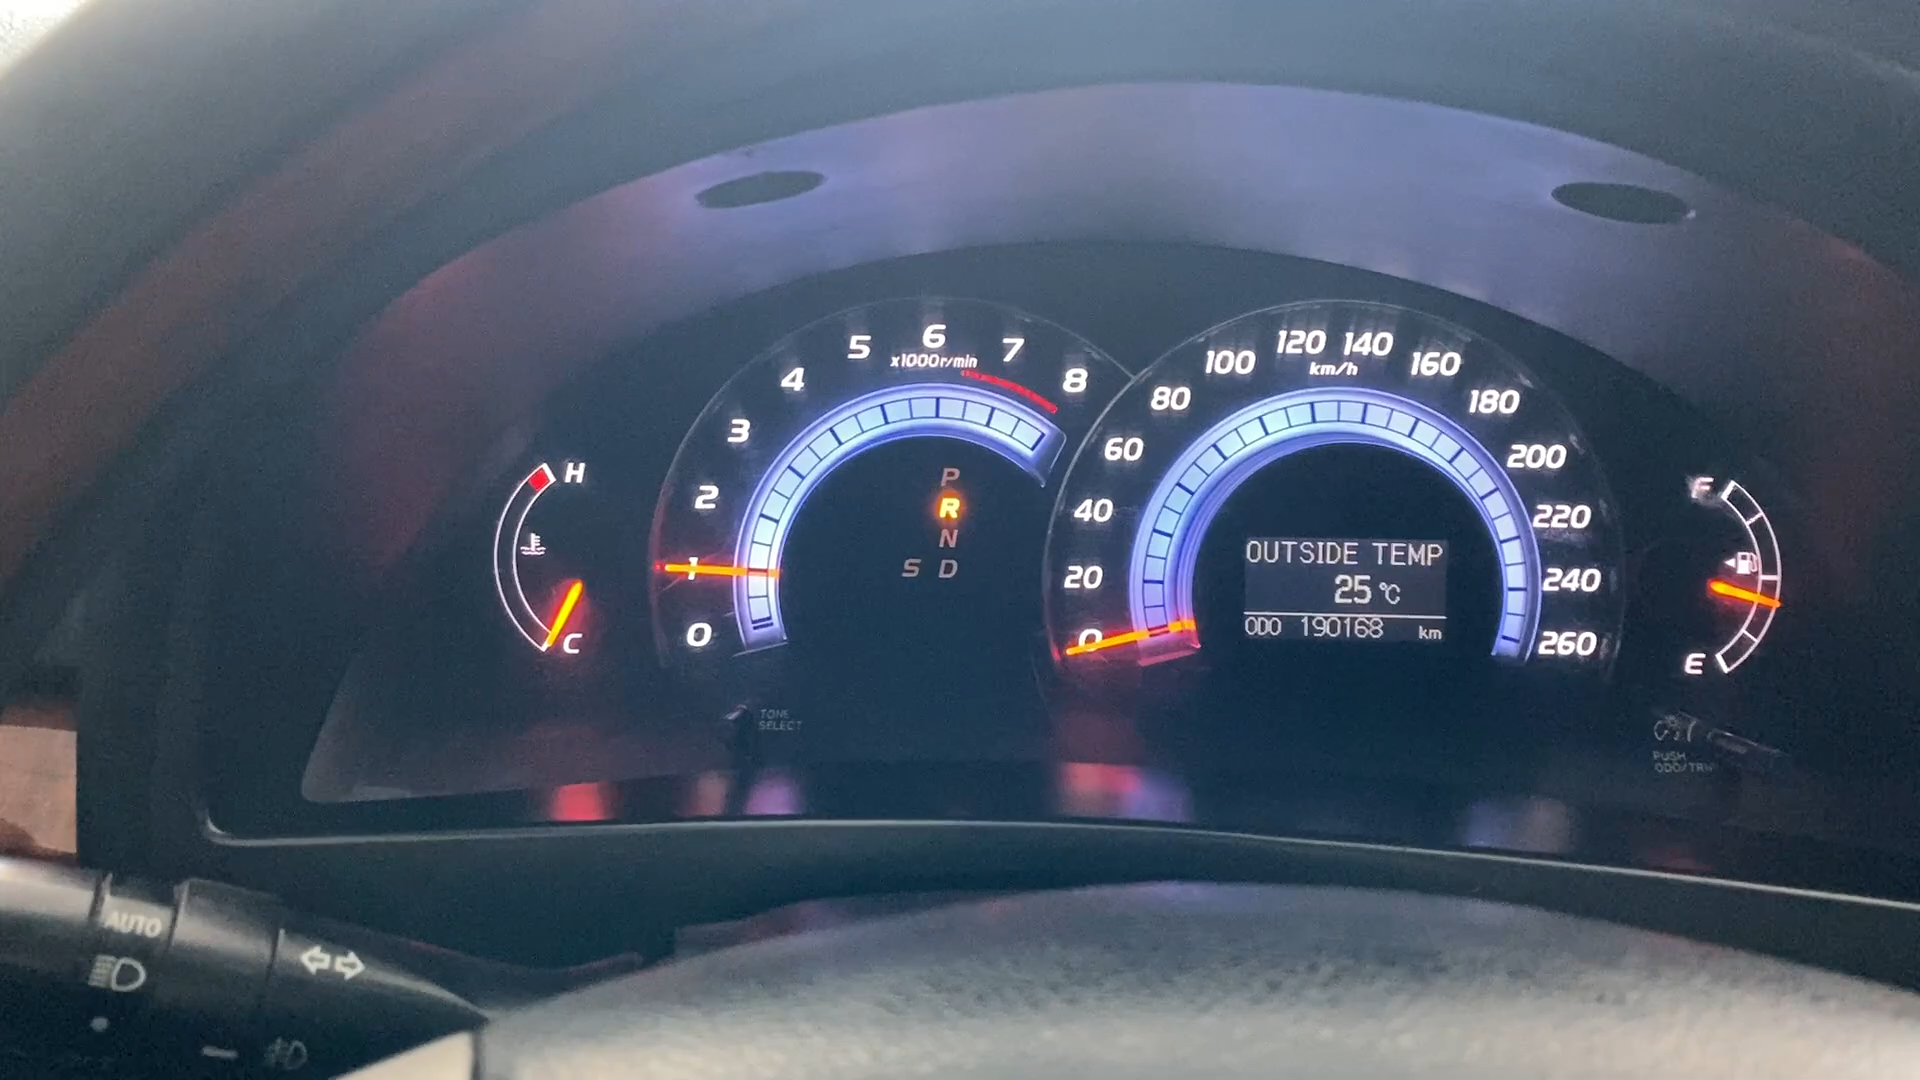 H
C
0
1
2
3
4
5
6
7
8
x1000r/min
P
R
N
S D
0
20
40
60
80
100
120
140
160
180
200
220
240
260
km/h
OUTSIDE TEMP
25 °C
ODO 190168 km
F
E
TONE
SELECT
PUSH
ODO/TRIP
AUTO